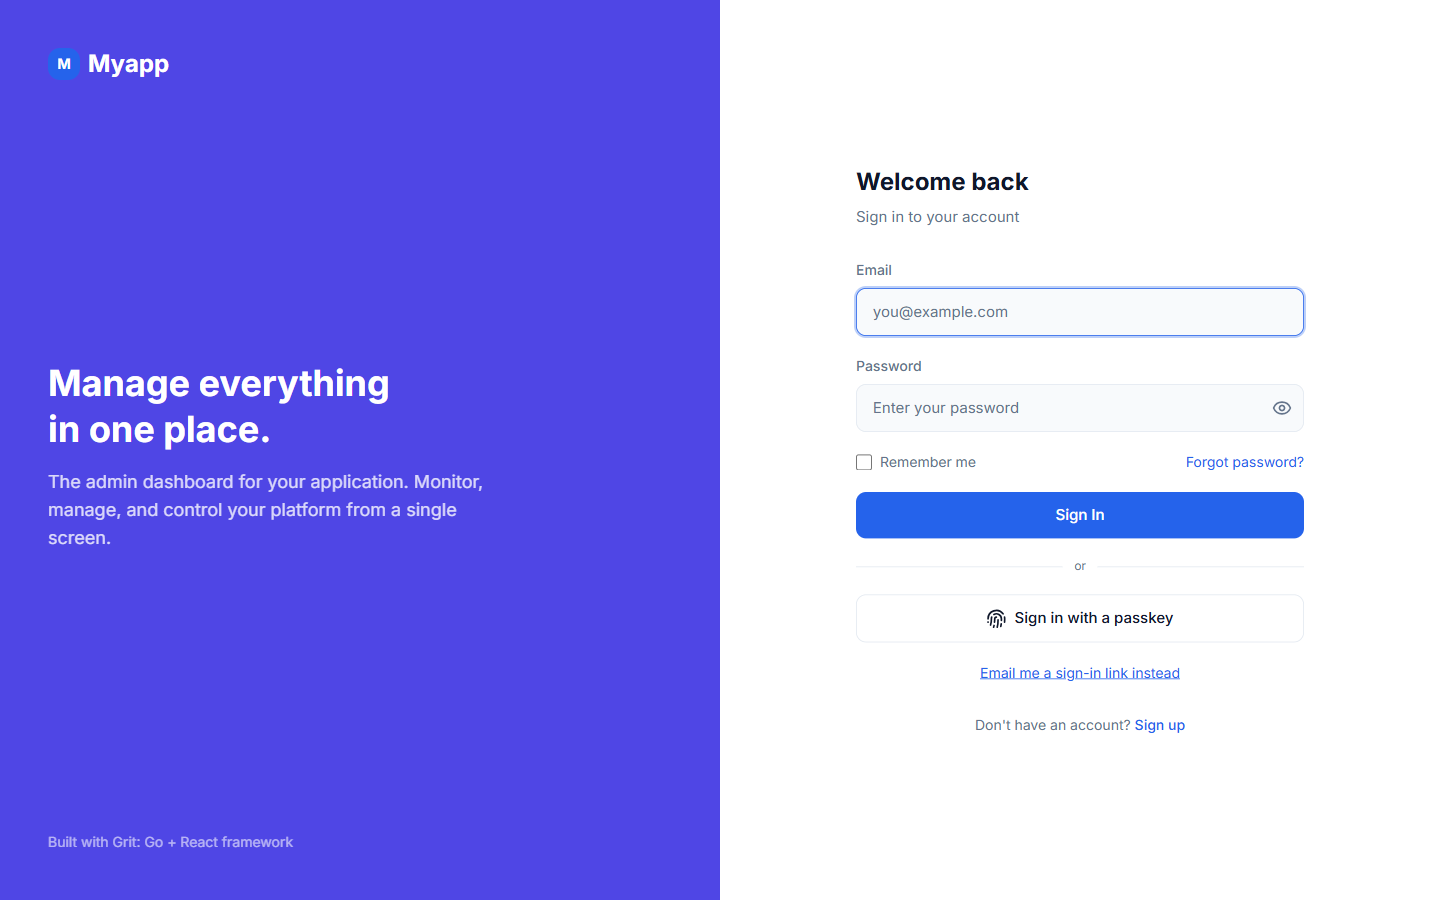 M Myapp
Manage everything
in one place.
The admin dashboard for your application. Monitor,
manage, and control your platform from a single
screen.
Built with Grit: Go + React framework
Welcome back
Sign in to your account
Email
you@example.com
Password
Enter your password
Remember me Forgot password?
Sign In
or
Sign in with a passkey
Email me a sign-in link instead
Don't have an account? Sign up